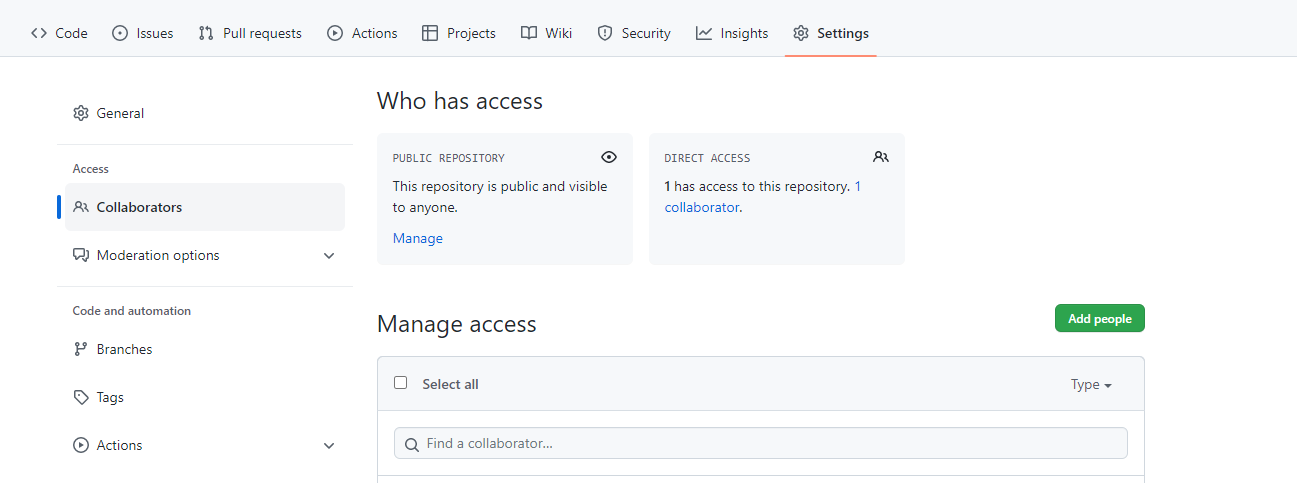 Code Issues Pull requests Actions Projects Wiki Security Insights Settings
General
Access
Collaborators
Moderation options
Code and automation
Branches
Tags
Actions
Who has access
PUBLIC REPOSITORY
This repository is public and visible
to anyone.
Manage
DIRECT ACCESS
1 has access to this repository. 1
collaborator.
Manage access
Add people
Select all
Type
Find a collaborator...